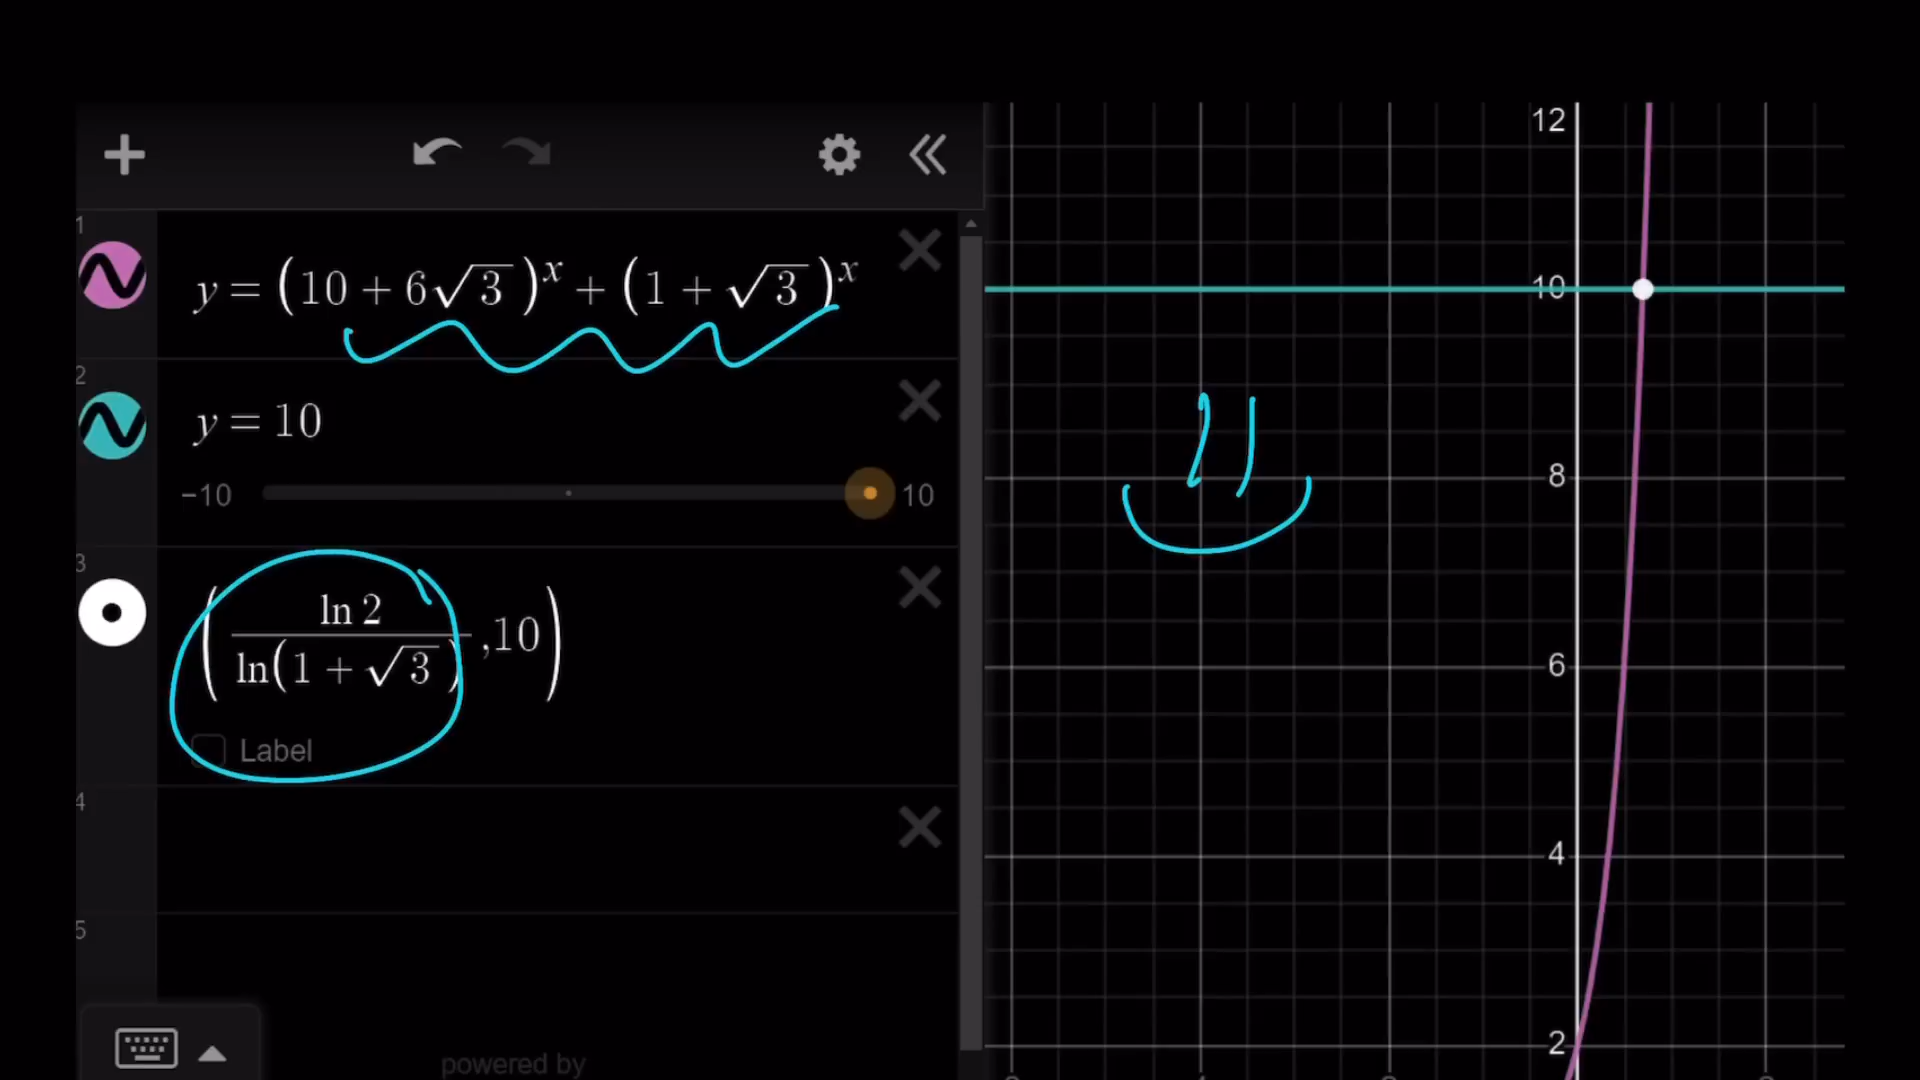 12
1
y = (10 + 6√3)^x + (1 + √3)^x
10
2
y = 10
-10
10
8
3
(ln 2 / ln(1 + √3), 10)
6
Label
4
4
5
2
powered by